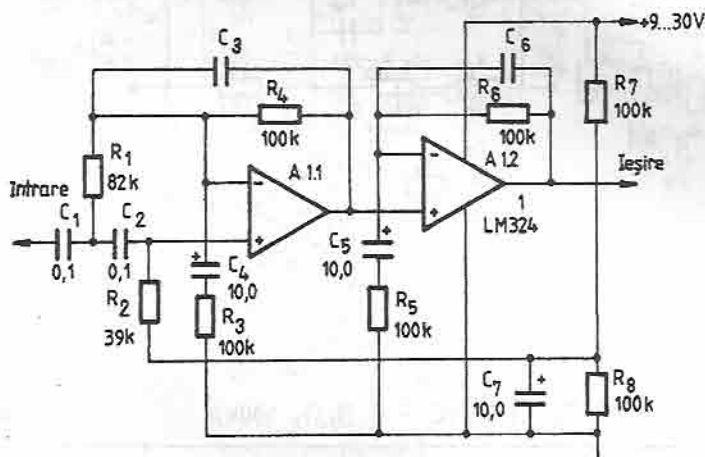 C3
C6
+9...30V
R4
100k
R6
100k
R7
100k
R1
82k
A 1.1
A 1.2
Intrare
Ieşire
1
LM324
C1
0,1
C2
0,1
C4
10,0
C5
10,0
R2
39k
R3
100k
R5
100k
C7
10,0
R8
100k